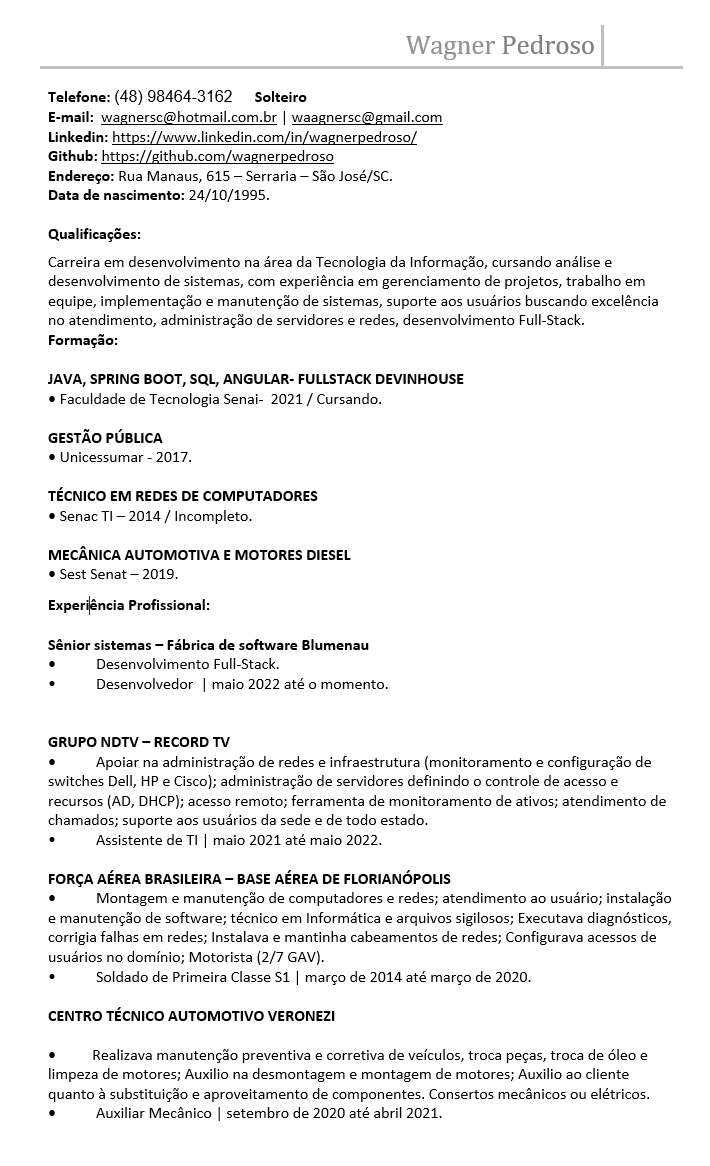 Wagner Pedroso
Telefone: (48) 98464-3162 Solteiro
E-mail: wagnersc@hotmail.com.br | waagnersc@gmail.com
Linkedin: https://www.linkedin.com/in/wagnerpedroso/
Github: https://github.com/wagnerpedroso
Endereço: Rua Manaus, 615 – Serraria – São José/SC.
Data de nascimento: 24/10/1995.
Qualificações:
Carreira em desenvolvimento na área da Tecnologia da Informação, cursando análise e
desenvolvimento de sistemas, com experiência em gerenciamento de projetos, trabalho em
equipe, implementação e manutenção de sistemas, suporte aos usuários buscando excelência
no atendimento, administração de servidores e redes, desenvolvimento Full-Stack.
Formação:
JAVA, SPRING BOOT, SQL, ANGULAR- FULLSTACK DEVINHOUSE
• Faculdade de Tecnologia Senai- 2021 / Cursando.
GESTÃO PÚBLICA
• Unicessumar - 2017.
TÉCNICO EM REDES DE COMPUTADORES
• Senac TI – 2014 / Incompleto.
MECÂNICA AUTOMOTIVA E MOTORES DIESEL
• Sest Senat – 2019.
Experiência Profissional:
Sênior sistemas – Fábrica de software Blumenau
• Desenvolvimento Full-Stack.
• Desenvolvedor | maio 2022 até o momento.
GRUPO NDTV – RECORD TV
• Apoiar na administração de redes e infraestrutura (monitoramento e configuração de
switches Dell, HP e Cisco); administração de servidores definindo o controle de acesso e
recursos (AD, DHCP); acesso remoto; ferramenta de monitoramento de ativos; atendimento de
chamados; suporte aos usuários da sede e de todo estado.
• Assistente de TI | maio 2021 até maio 2022.
FORÇA AÉREA BRASILEIRA – BASE AÉREA DE FLORIANÓPOLIS
• Montagem e manutenção de computadores e redes; atendimento ao usuário; instalação
e manutenção de software; técnico em Informática e arquivos sigilosos; Executava diagnósticos,
corrigia falhas em redes; Instalava e mantinha cabeamentos de redes; Configurava acessos de
usuários no domínio; Motorista (2/7 GAV).
• Soldado de Primeira Classe S1 | março de 2014 até março de 2020.
CENTRO TÉCNICO AUTOMOTIVO VERONEZI
• Realizava manutenção preventiva e corretiva de veículos, troca peças, troca de óleo e
limpeza de motores; Auxilio na desmontagem e montagem de motores; Auxilio ao cliente
quanto à substituição e aproveitamento de componentes. Consertos mecânicos ou elétricos.
• Auxiliar Mecânico | setembro de 2020 até abril 2021.